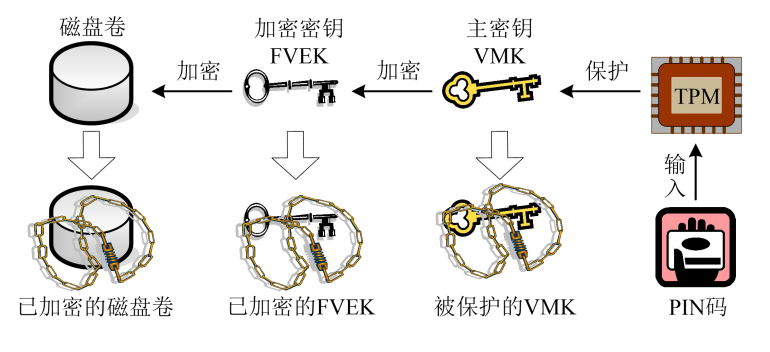 磁盘卷
加密密钥
FVEK
主密钥
VMK
加密
加密
保护
TPM
输入
已加密的磁盘卷
已加密的FVEK
被保护的VMK
PIN码